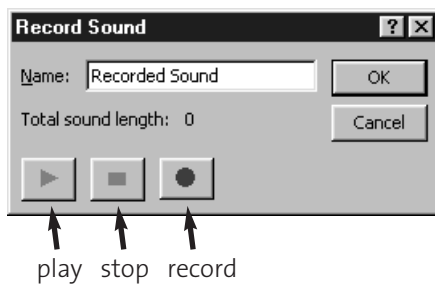 Record Sound
Name: Recorded Sound
OK
Total sound length: 0
Cancel
play stop record